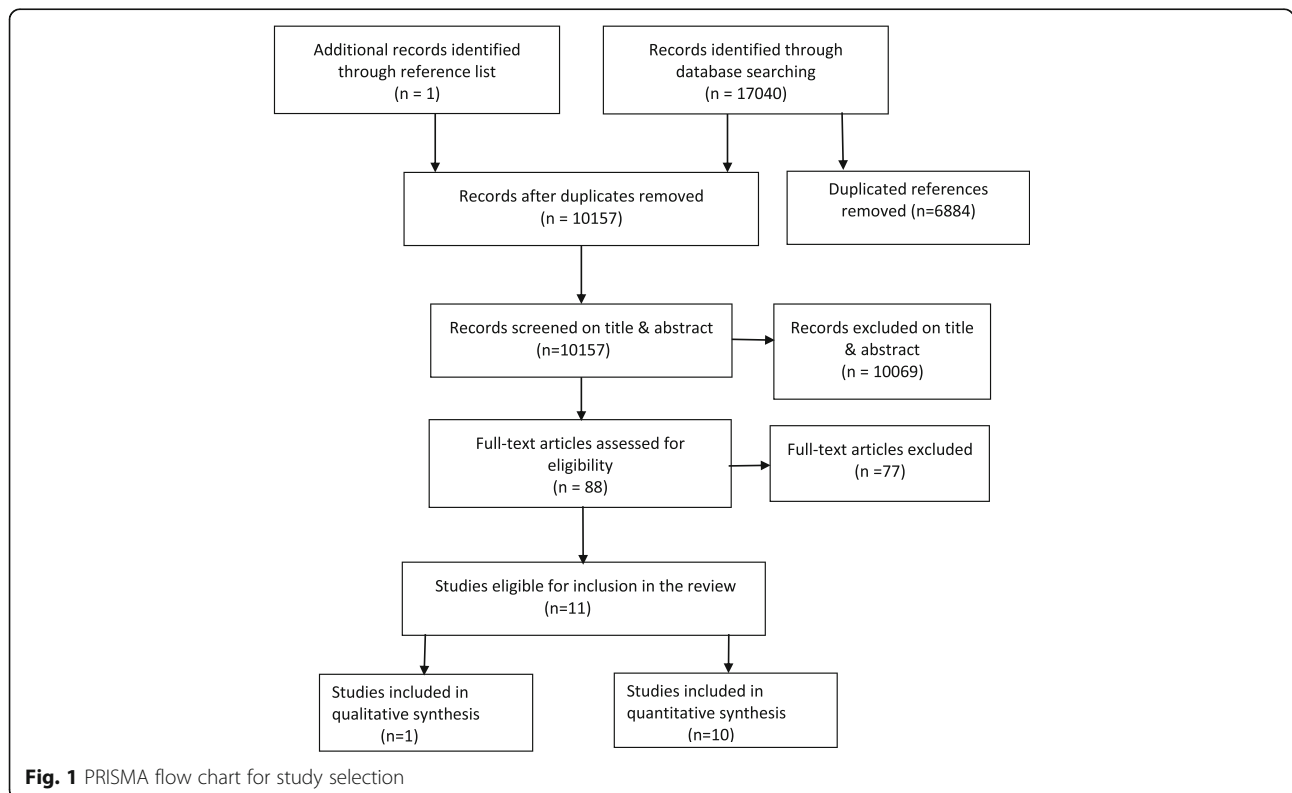 Additional records identified
through reference list
(n = 1)
Records identified through
database searching
(n = 17040)
Records after duplicates removed
(n = 10157)
Duplicated references
removed (n=6884)
Records screened on title & abstract
(n=10157)
Records excluded on title
& abstract
(n = 10069)
Full-text articles assessed for
eligibility
(n = 88)
Full-text articles excluded
(n =77)
Studies eligible for inclusion in the review
(n=11)
Studies included in
qualitative synthesis
(n=1)
Studies included in
quantitative synthesis
(n=10)
Fig. 1 PRISMA flow chart for study selection